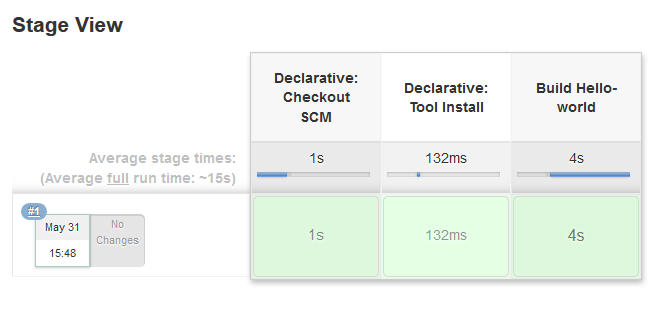 Stage View
Declarative:
Checkout
SCM
Declarative:
Tool Install
Build Hello-
world
Average stage times:
(Average full run time: ~15s)
1s
132ms
4s
#1
May 31
15:48
No
Changes
1s
132ms
4s